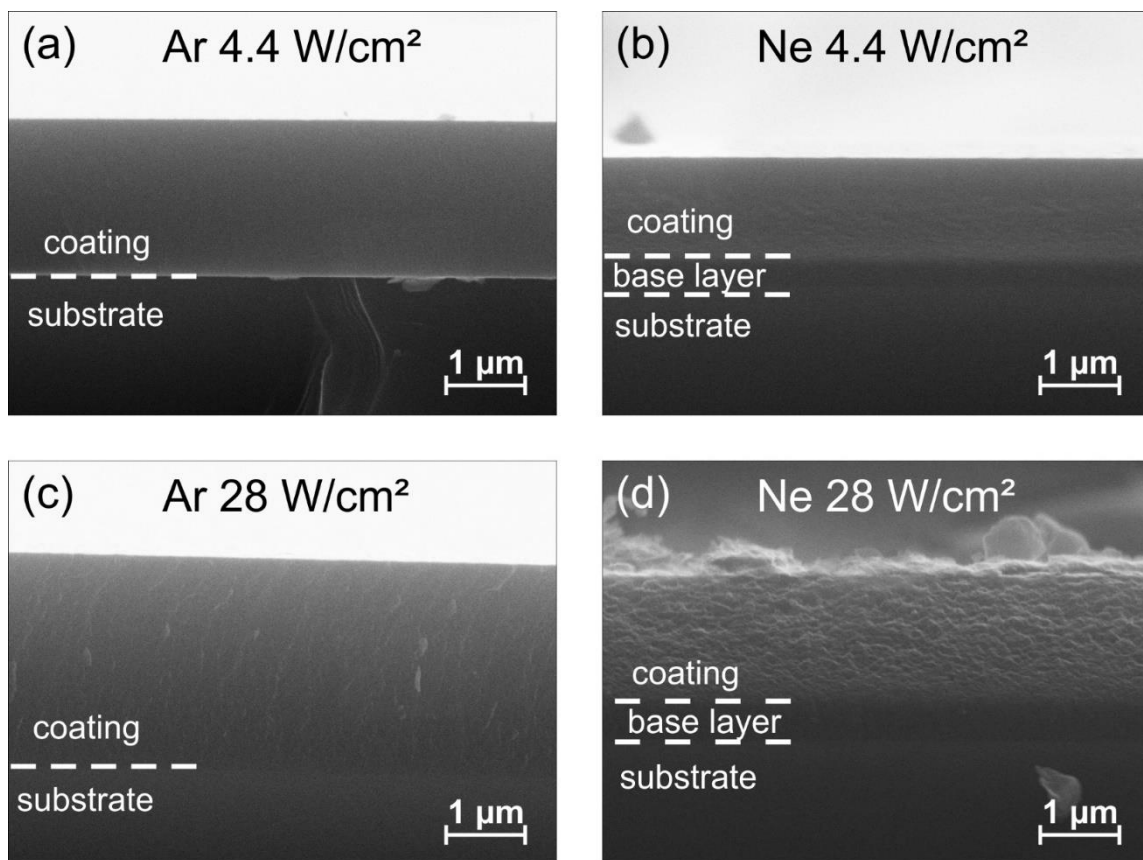 (a) Ar 4.4 W/cm²
coating
substrate
1 µm
(b) Ne 4.4 W/cm²
coating
base layer
substrate
1 µm
(c) Ar 28 W/cm²
coating
substrate
1 µm
(d) Ne 28 W/cm²
coating
base layer
substrate
1 µm